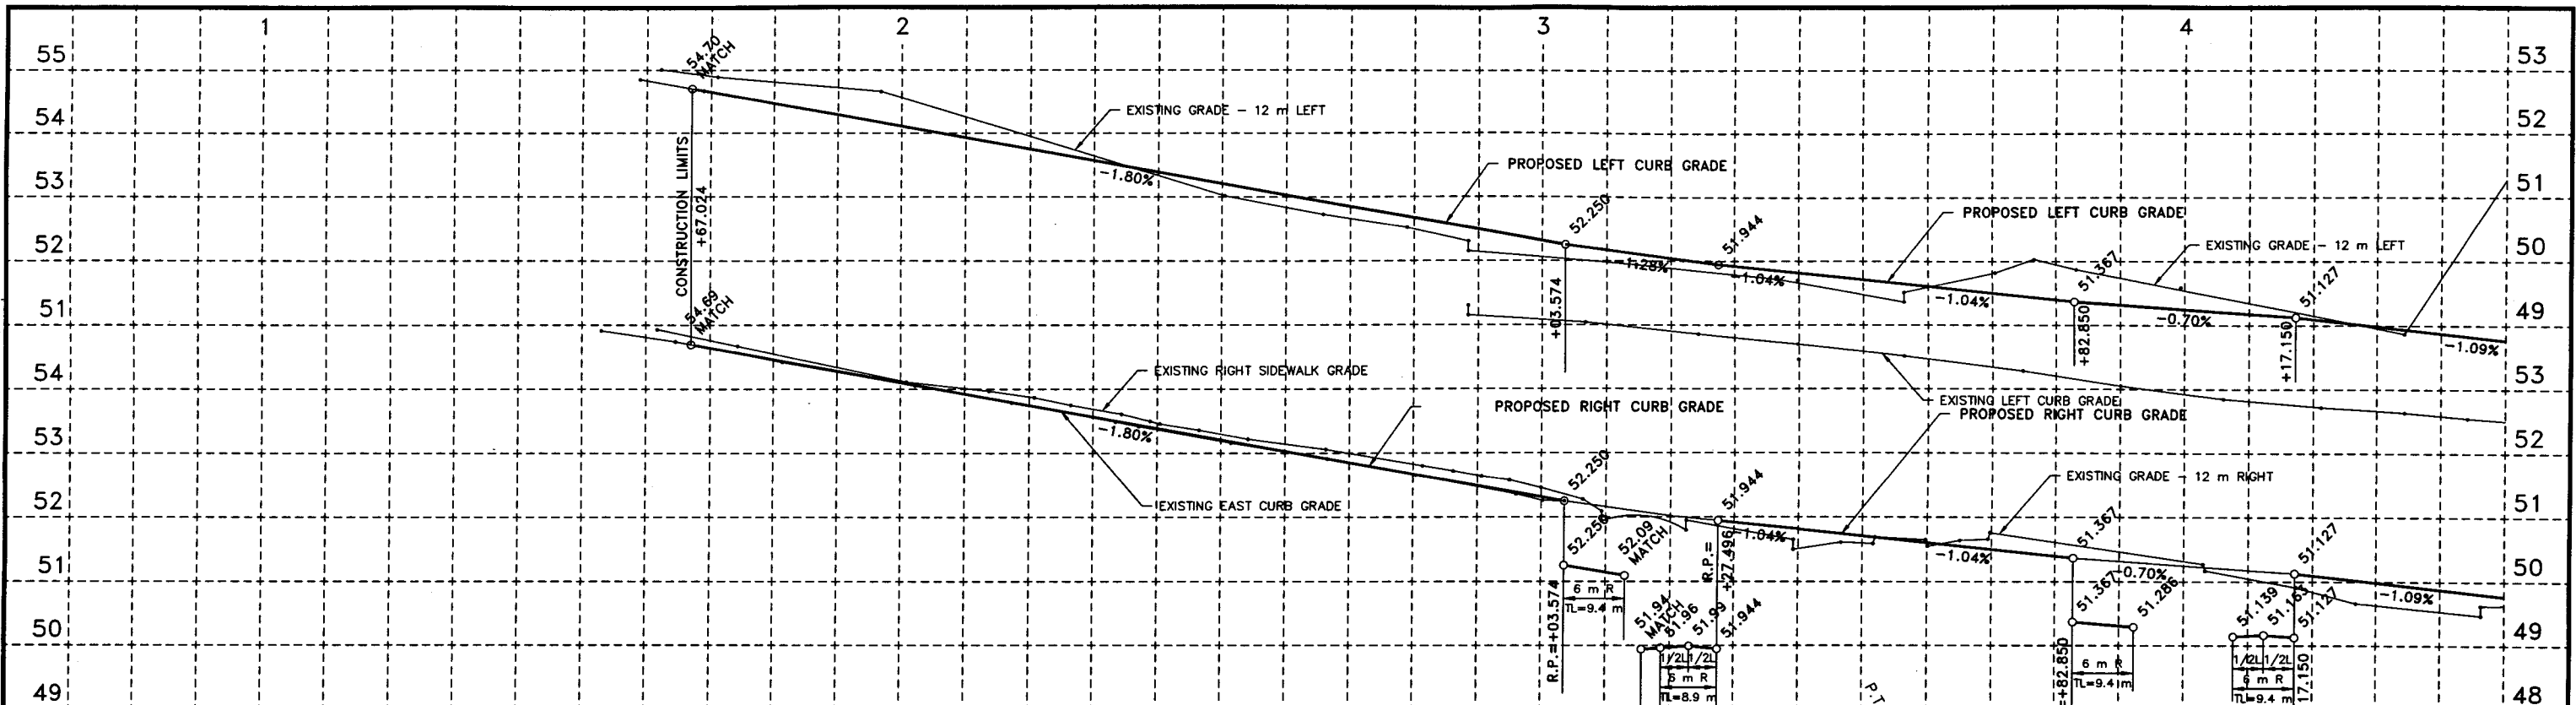 1 2 3 4
55 53
54 52
53 51
52 50
51 49
54 53
53 52
52 51
51 50
50 49
49 48
54.70
MATCH
EXISTING GRADE - 12 m LEFT
CONSTRUCTION LIMITS
+67.024
-1.80%
PROPOSED LEFT CURB GRADE
52.250
+03.574
-1.28%
51.944
-1.04%
PROPOSED LEFT CURB GRADE
-1.04%
EXISTING GRADE - 12 m LEFT
51.367
+82.850
-0.70%
51.127
+17.150
-1.09%
54.69
MATCH
EXISTING RIGHT SIDEWALK GRADE
-1.80%
EXISTING EAST CURB GRADE
PROPOSED RIGHT CURB GRADE
EXISTING LEFT CURB GRADE
PROPOSED RIGHT CURB GRADE
52.250
51.944
-1.04%
-1.04%
EXISTING GRADE - 12 m RIGHT
51.367
-0.70%
51.127
-1.09%
52.250
52.09
MATCH
6 m R
TL=9.4 m
R.P.=+03.574
51.94
MATCH
51.96
51.99
51.944
R.P.=
+27.496
1/2L 1/2L
6 m R
TL=8.9 m
P.T
51.367
51.286
6 m R
TL=9.4 m
=+82.850
51.139
51.163
51.127
1/2L 1/2L
6 m R
TL=9.4 m
17.150